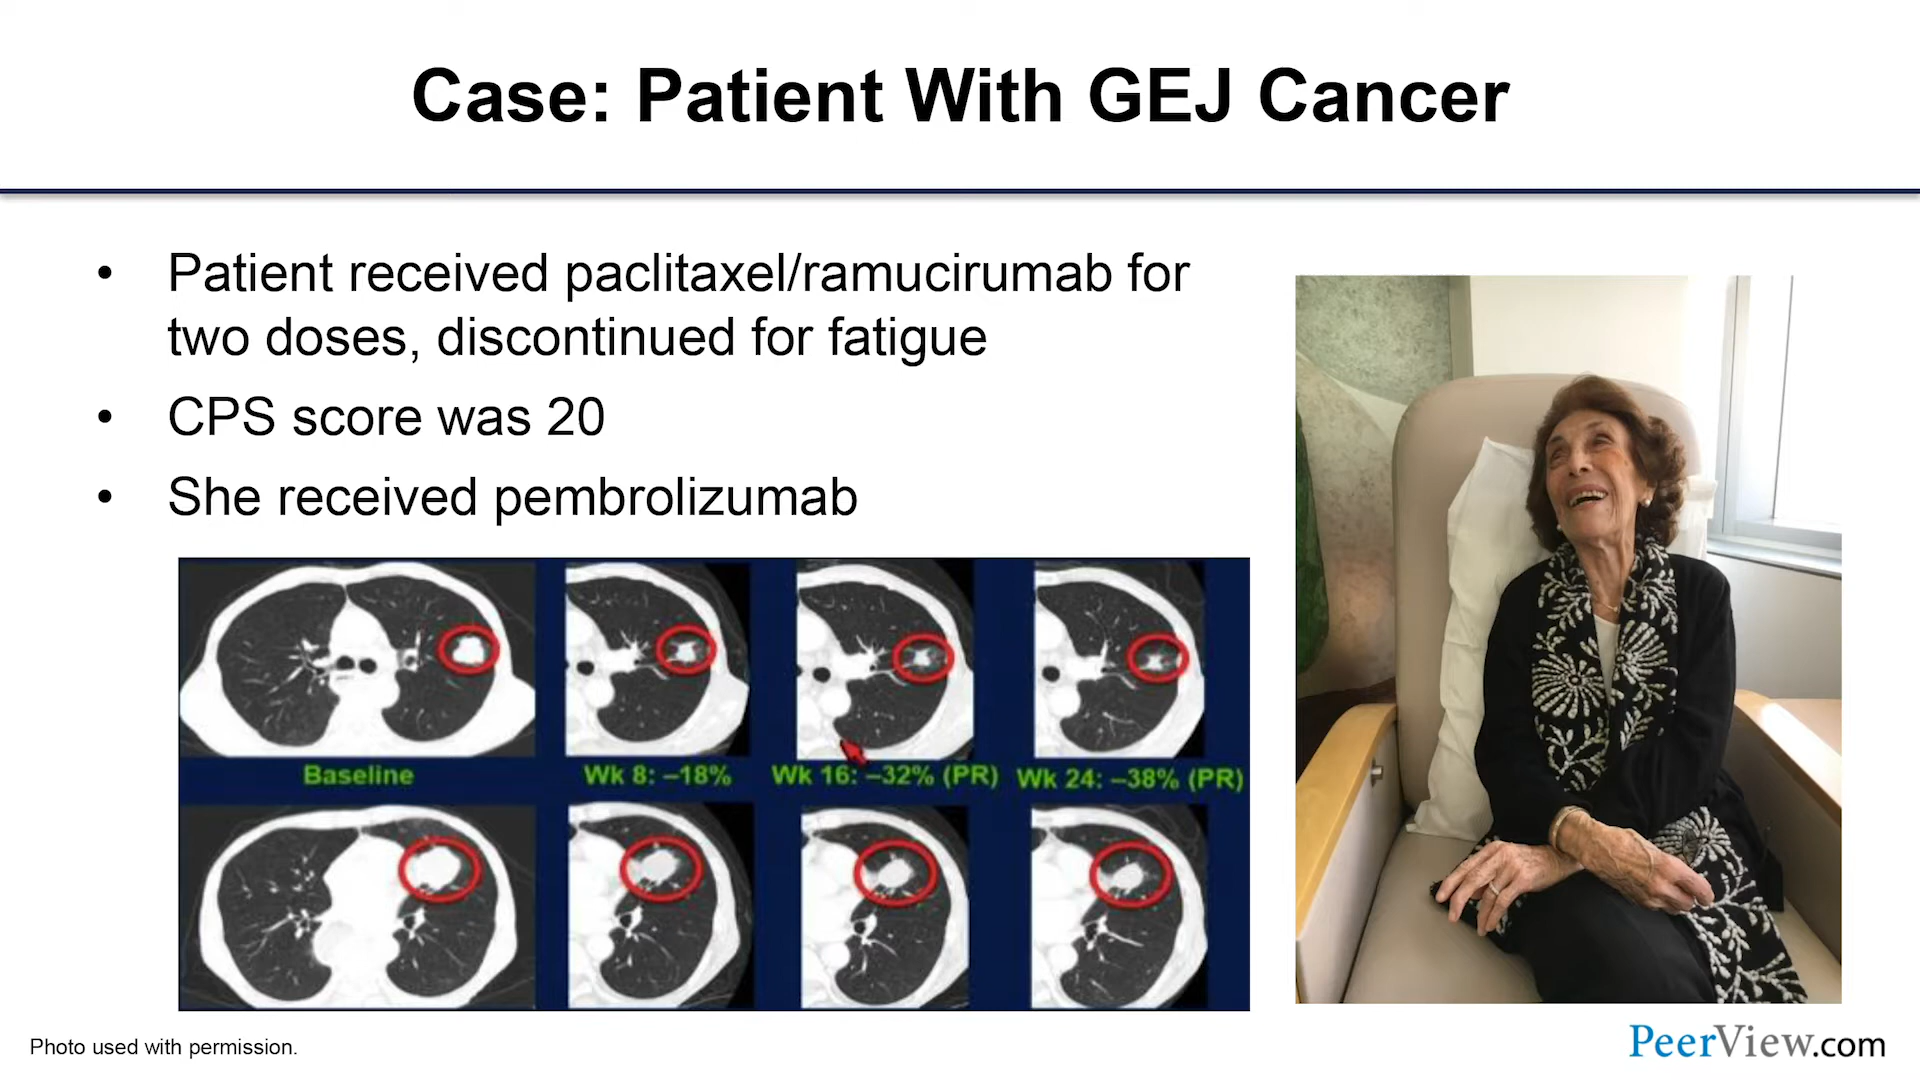 Case: Patient With GEJ Cancer
• Patient received paclitaxel/ramucirumab for
two doses, discontinued for fatigue
• CPS score was 20
• She received pembrolizumab
Baseline
Wk 8: –18%
Wk 16: –32% (PR)
Wk 24: –38% (PR)
Photo used with permission.
PeerView.com